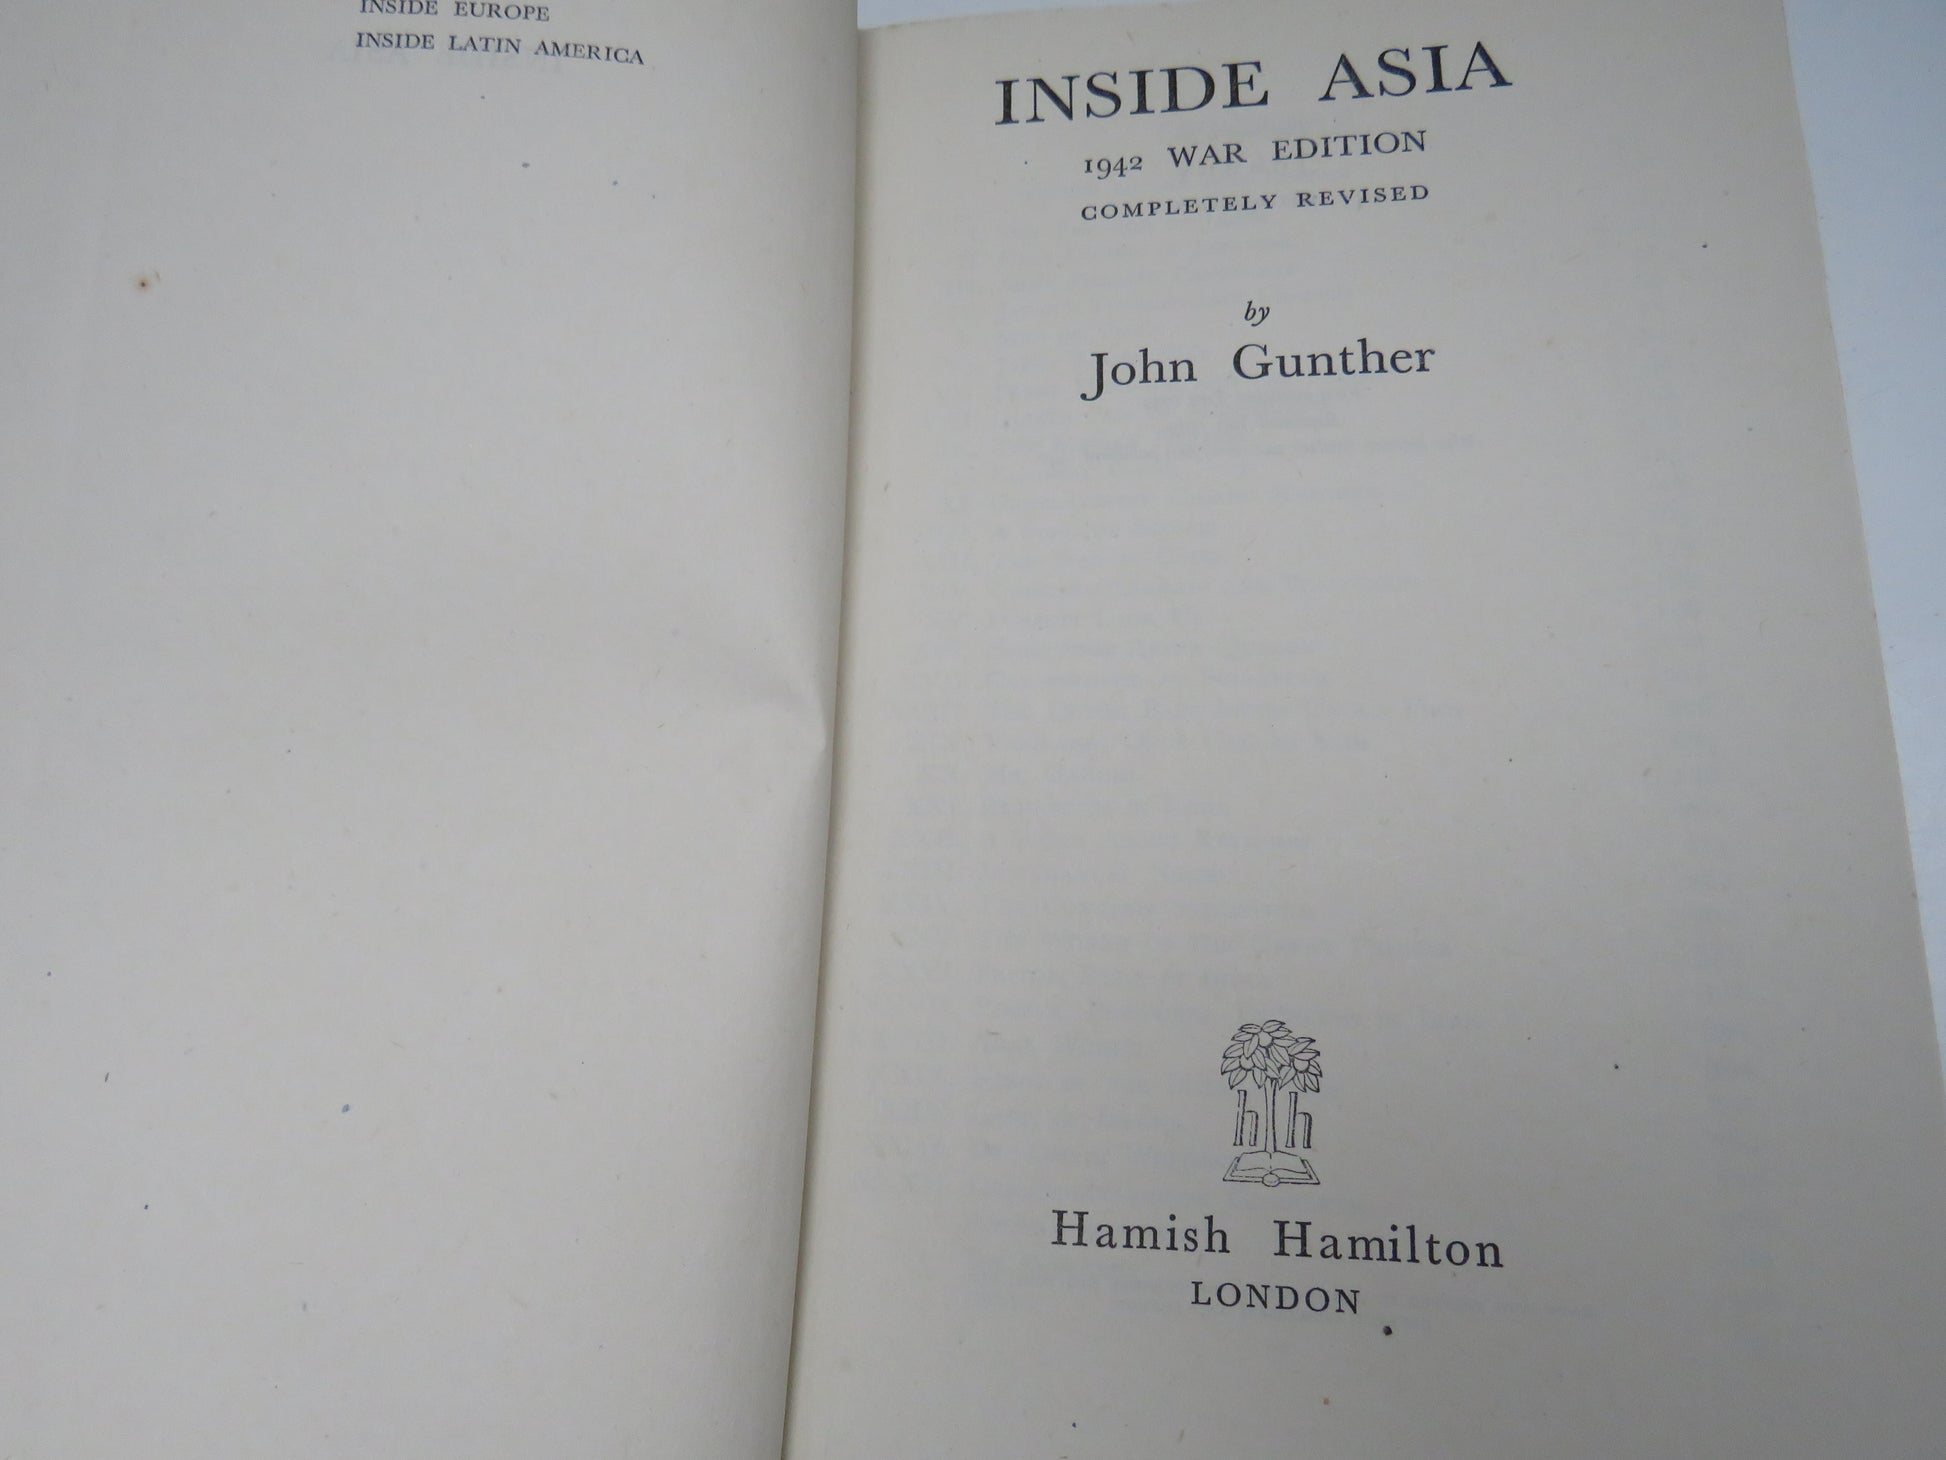 INSIDE EUROPE
INSIDE LATIN AMERICA
INSIDE ASIA
1942 WAR EDITION
COMPLETELY REVISED
by
John Gunther
h h
Hamish Hamilton
LONDON